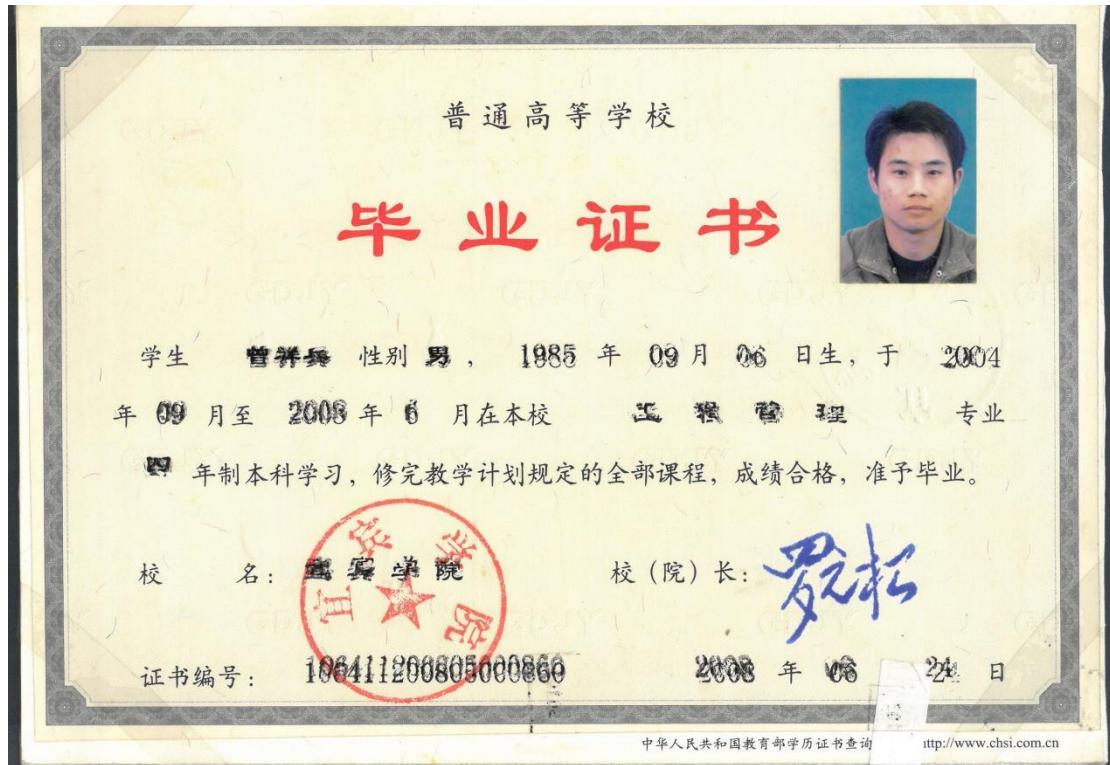 普通高等学校
毕业证书
学生 曾祥兵 性别 男，1985 年 09 月 06 日生，于 2004
年 09 月至 2008 年 6 月在本校 工程管理 专业
四 年制本科学习，修完教学计划规定的全部课程，成绩合格，准予毕业。
校 名：宜宾学院 校（院）长：
宜宾学院
证书编号：106411200805000860 2008 年 06 24 日
中华人民共和国教育部学历证书查询 http://www.chsi.com.cn